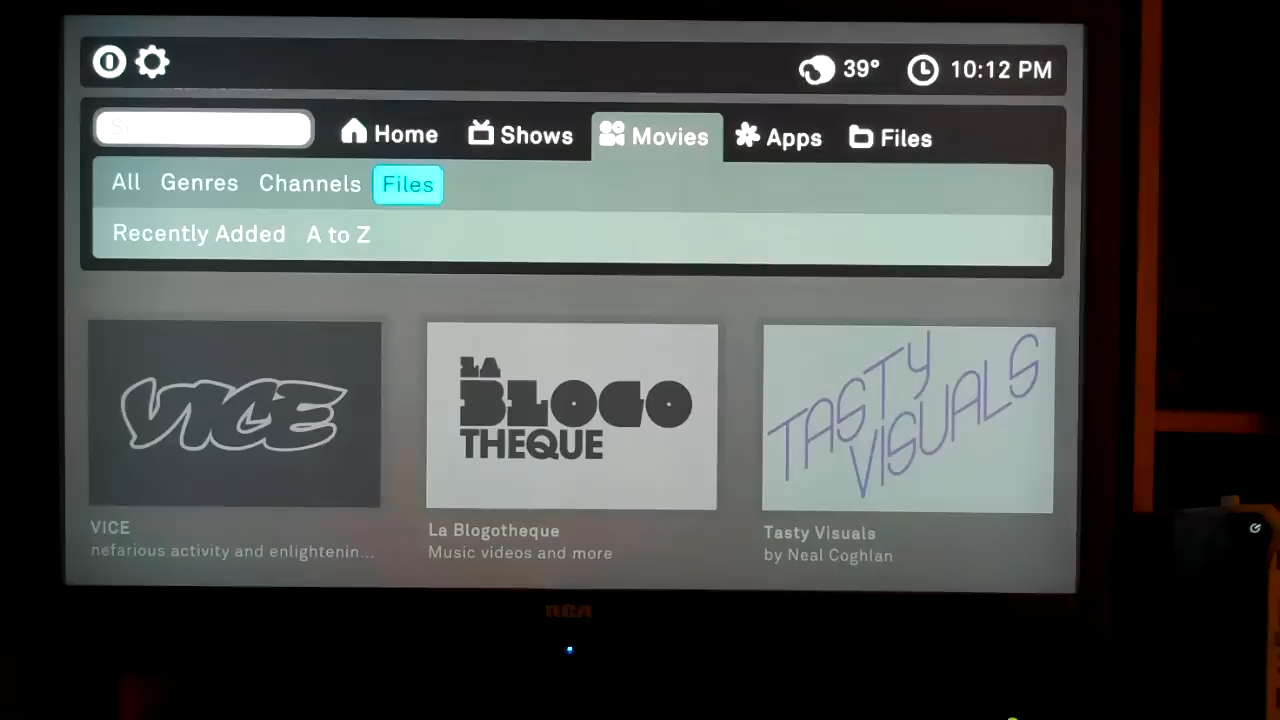 39° 10:12 PM
Home Shows Movies Apps Files
All Genres Channels Files
Recently Added A to Z
VICE
LA
BLOGO
THEQUE
TASTY
VISUALS
VICE
nefarious activity and enlightenin...
La Blogotheque
Music videos and more
Tasty Visuals
by Neal Coghlan
RCA